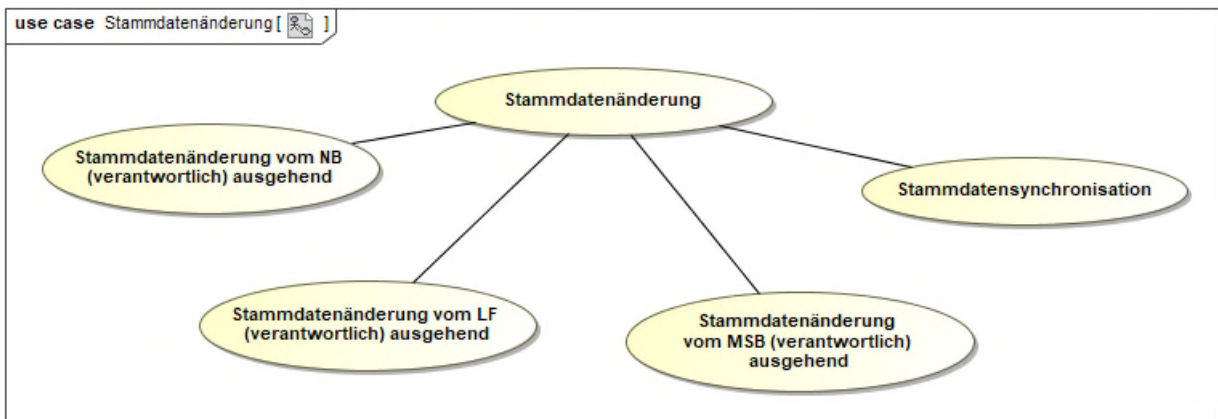 use case Stammdatenänderung [ ]
Stammdatenänderung
Stammdatenänderung vom NB
(verantwortlich) ausgehend
Stammdatensynchronisation
Stammdatenänderung vom LF
(verantwortlich) ausgehend
Stammdatenänderung
vom MSB (verantwortlich)
ausgehend